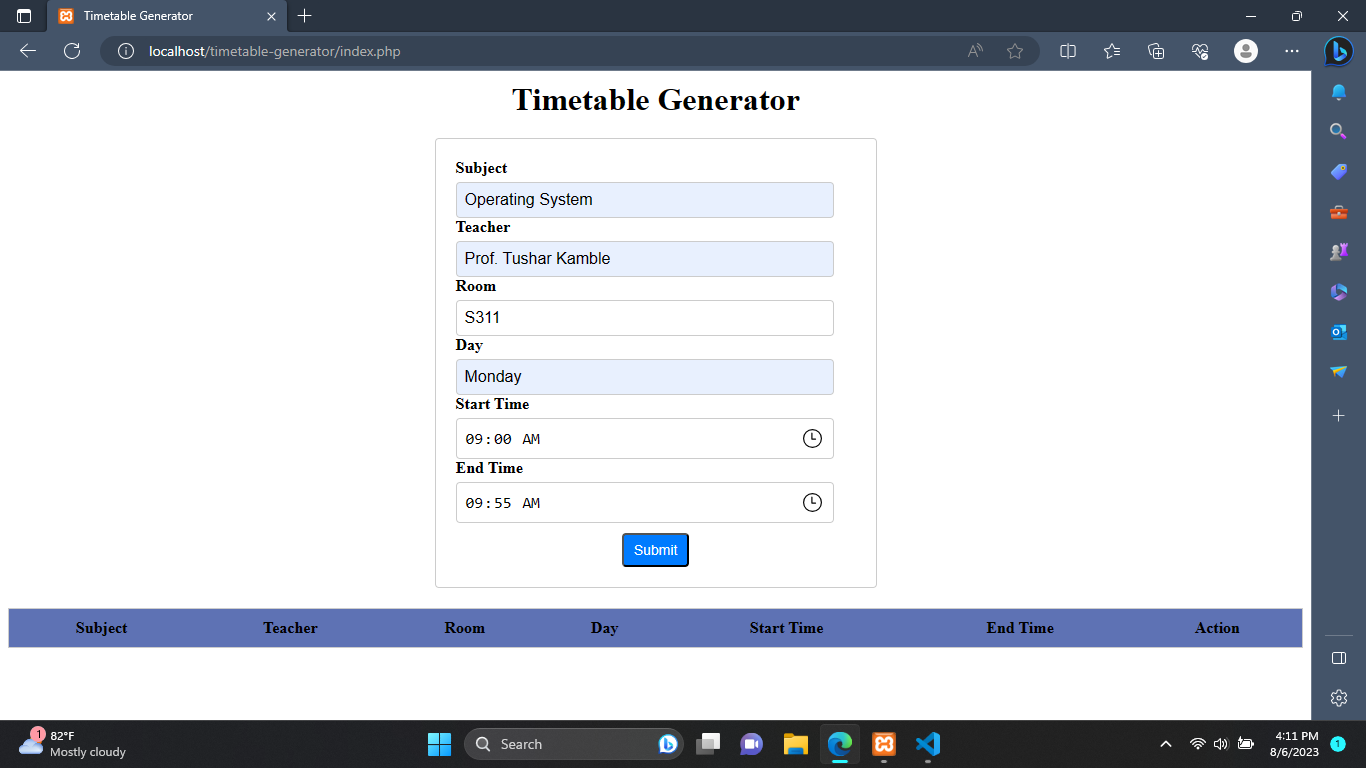 Timetable Generator
localhost/timetable-generator/index.php
Timetable Generator
Subject
Operating System
Teacher
Prof. Tushar Kamble
Room
S311
Day
Monday
Start Time
09:00 AM
End Time
09:55 AM
Submit
Subject Teacher Room Day Start Time End Time Action
1
82°F
Mostly cloudy
Search
4:11 PM
8/6/2023
1